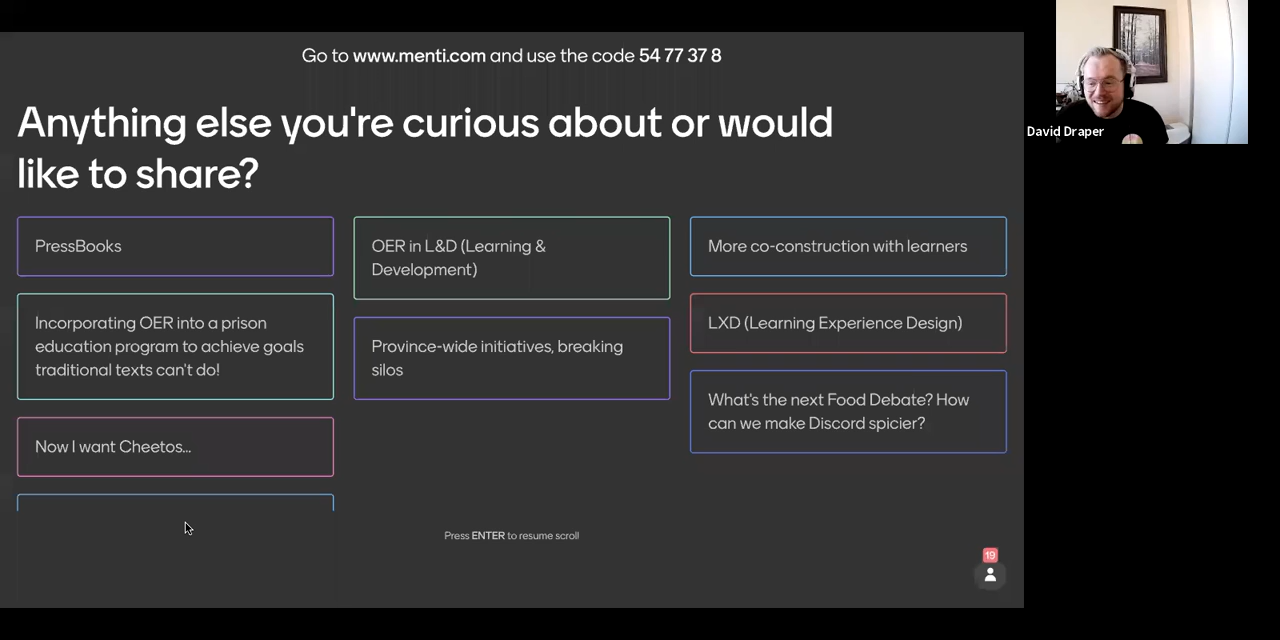 Go to www.menti.com and use the code 54 77 37 8
Anything else you're curious about or would
like to share?
PressBooks
Incorporating OER into a prison
education program to achieve goals
traditional texts can't do!
Now I want Cheetos...
OER in L&D (Learning &
Development)
Province-wide initiatives, breaking
silos
More co-construction with learners
LXD (Learning Experience Design)
What's the next Food Debate? How
can we make Discord spicier?
Press ENTER to resume scroll
19
David Draper